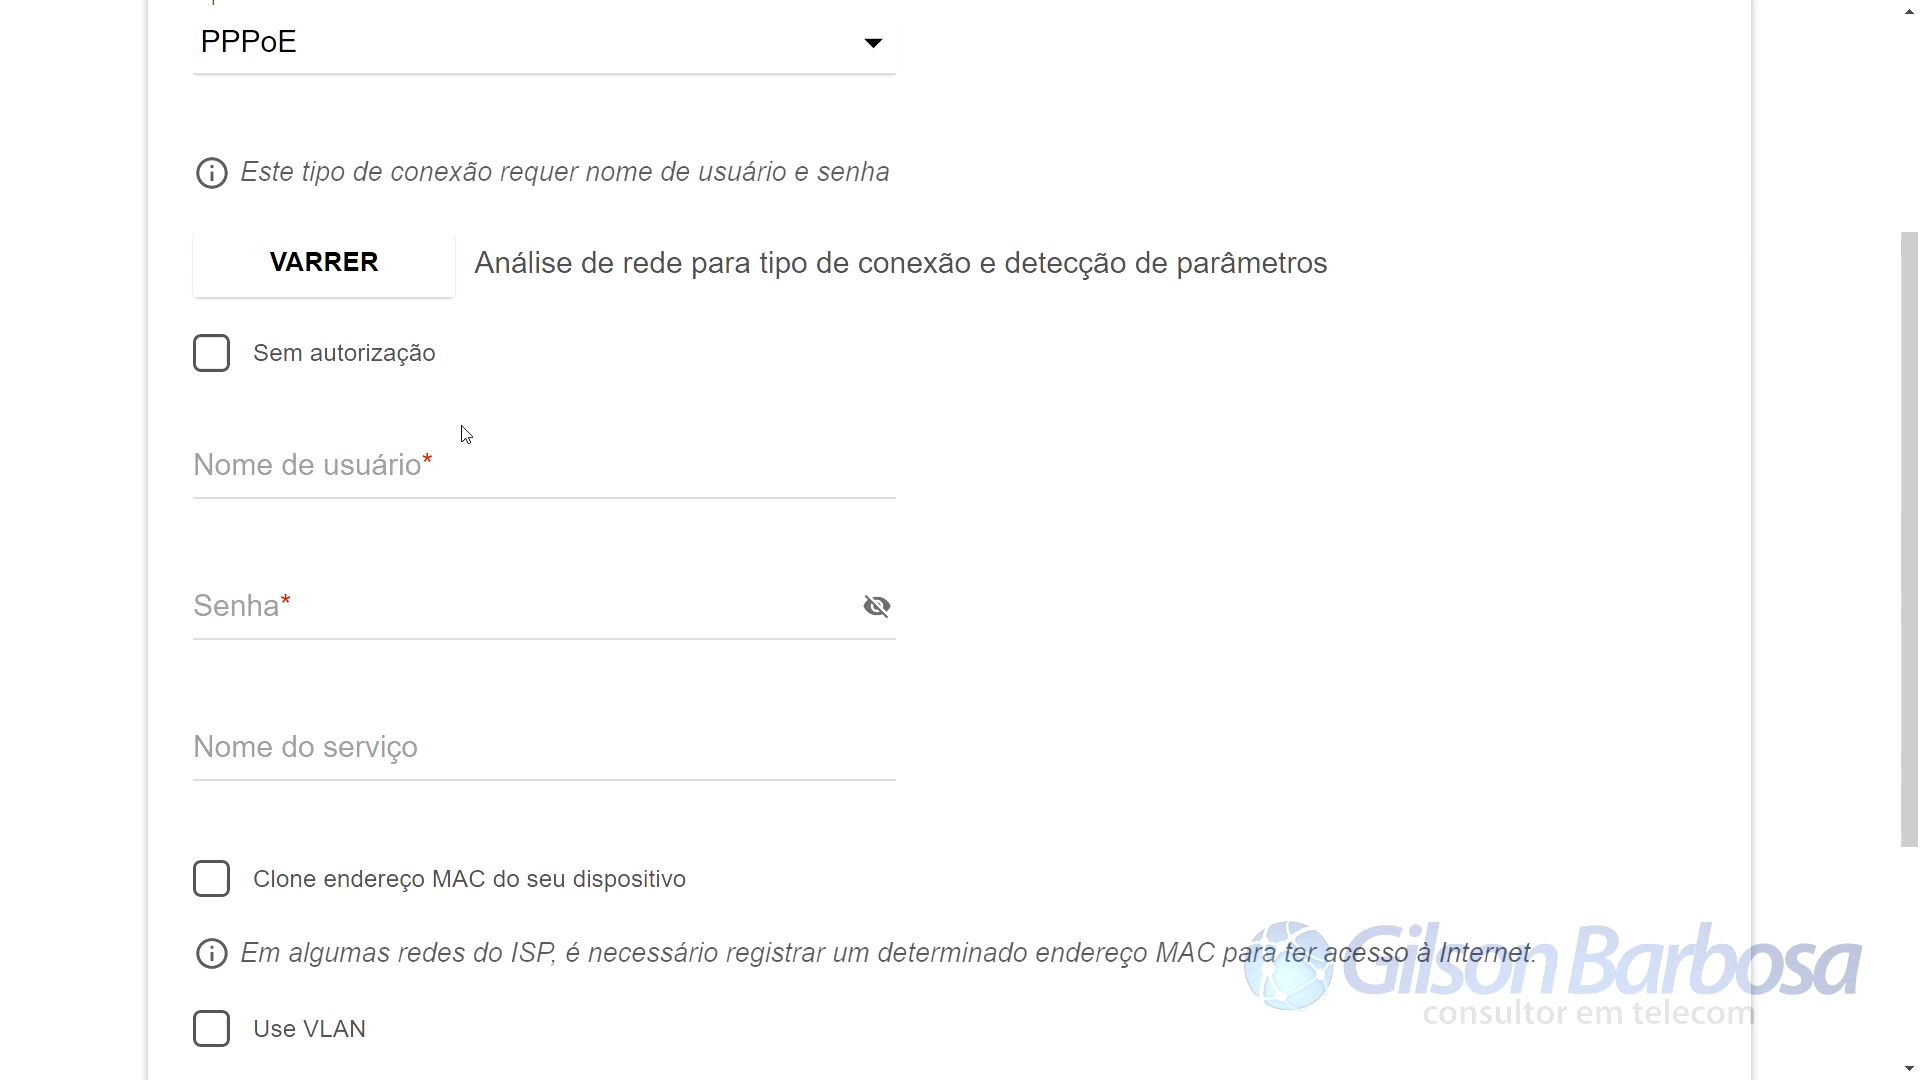 PPPoE
Este tipo de conexão requer nome de usuário e senha
VARRER
Análise de rede para tipo de conexão e detecção de parâmetros
Sem autorização
Nome de usuário*
Senha*
Nome do serviço
Clone endereço MAC do seu dispositivo
Em algumas redes do ISP, é necessário registrar um determinado endereço MAC para ter acesso à Internet.
Gilson Barbosa
consultor em telecom
Use VLAN